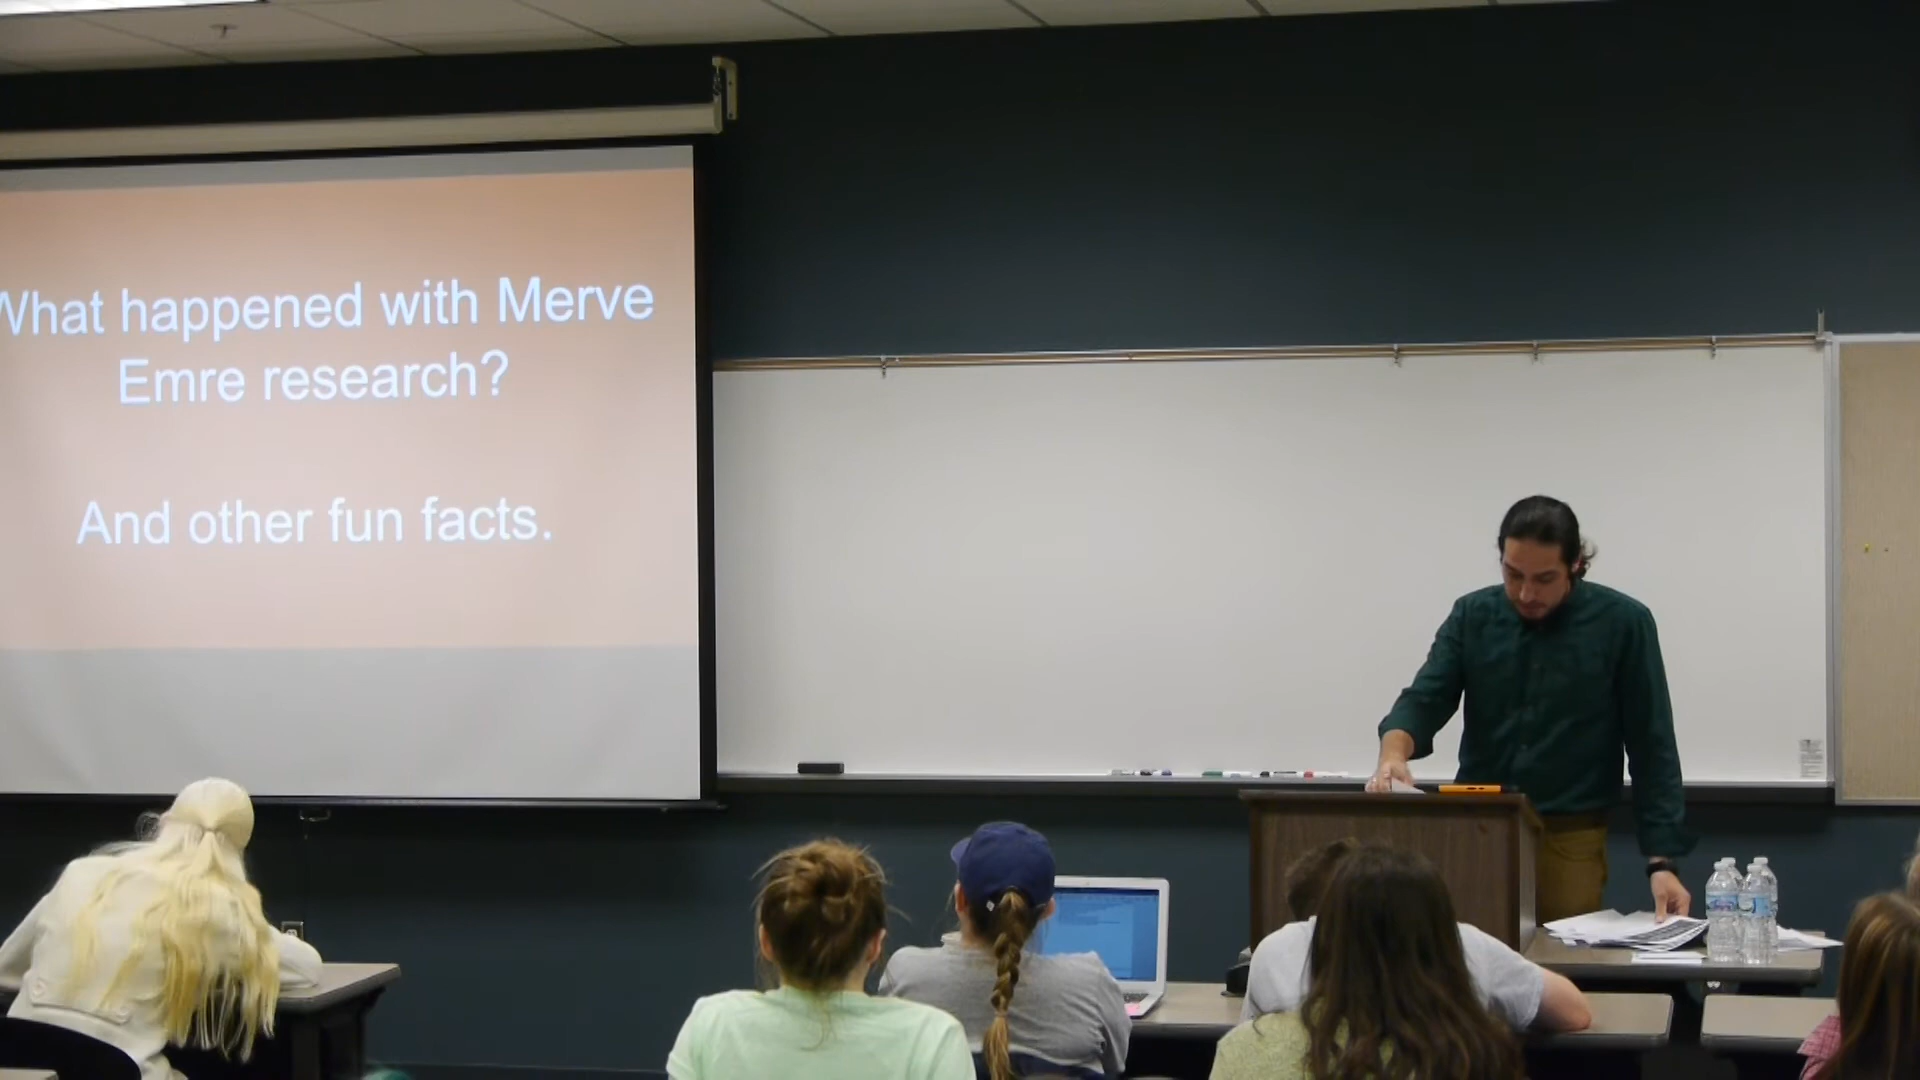 What happened with Merve
Emre research?
And other fun facts.